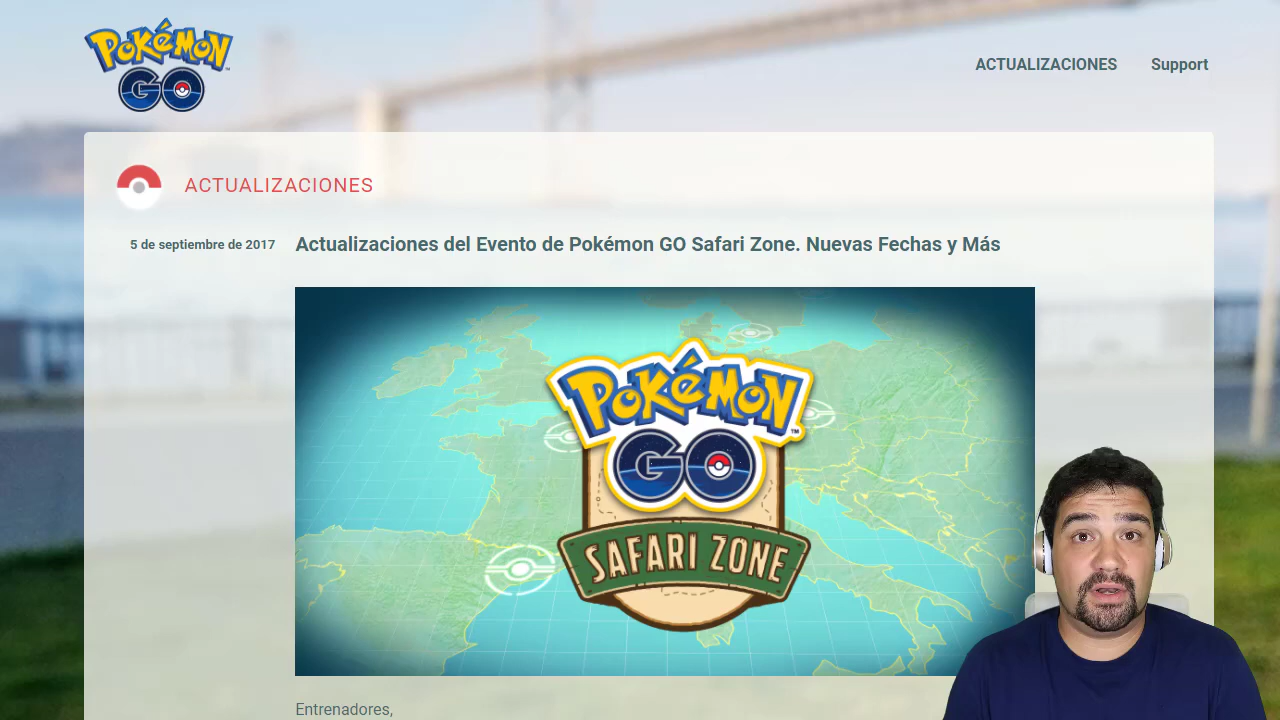 POKÉMON
GO
ACTUALIZACIONES
Support
ACTUALIZACIONES
5 de septiembre de 2017
Actualizaciones del Evento de Pokémon GO Safari Zone. Nuevas Fechas y Más
POKÉMON
GO
SAFARI ZONE
Entrenadores,